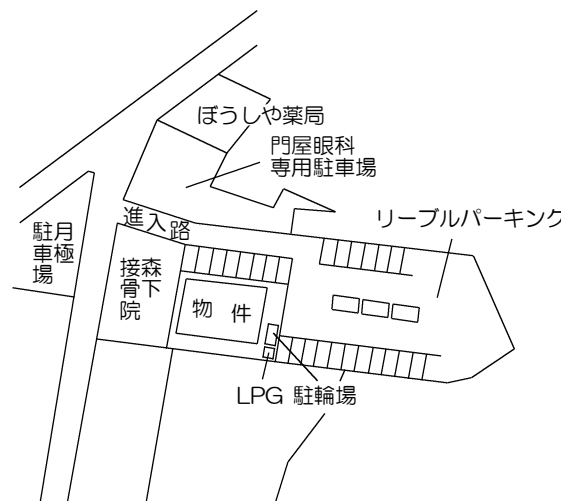 ぼうしや薬局
門屋眼科
専用駐車場
リーブルパーキング
進入路
月極
駐車場
森下
接骨院
物件
LPG 駐輪場